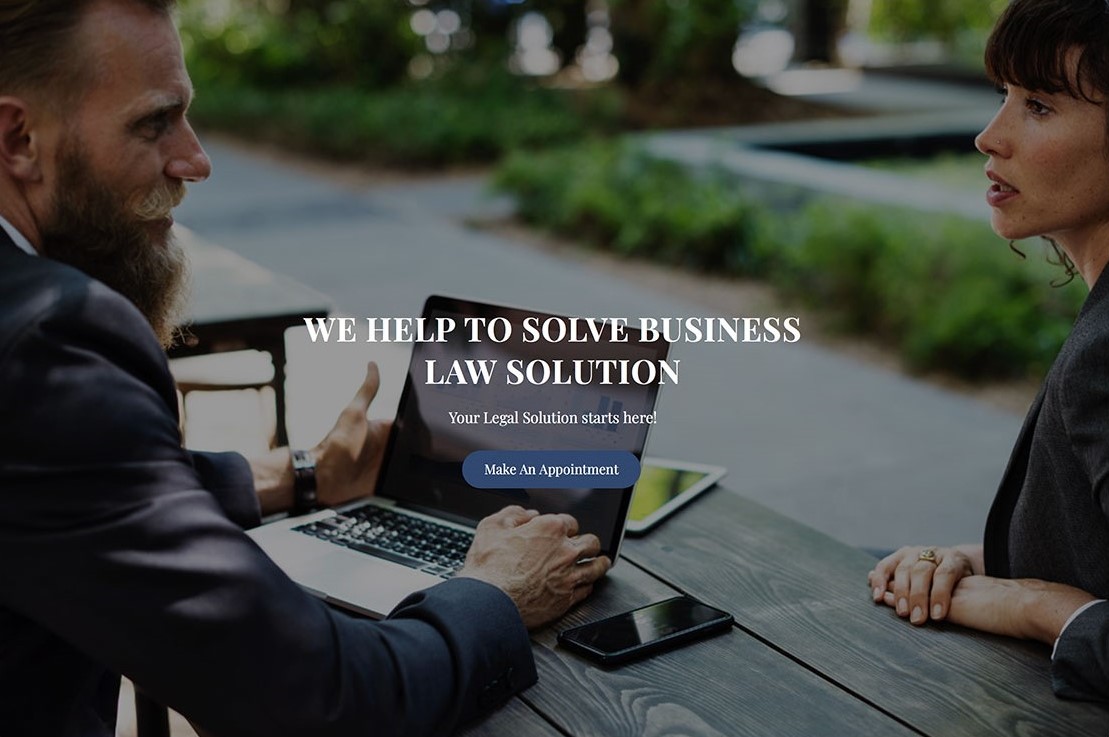 WE HELP TO SOLVE BUSINESS
LAW SOLUTION
Your Legal Solution starts here!
Make An Appointment